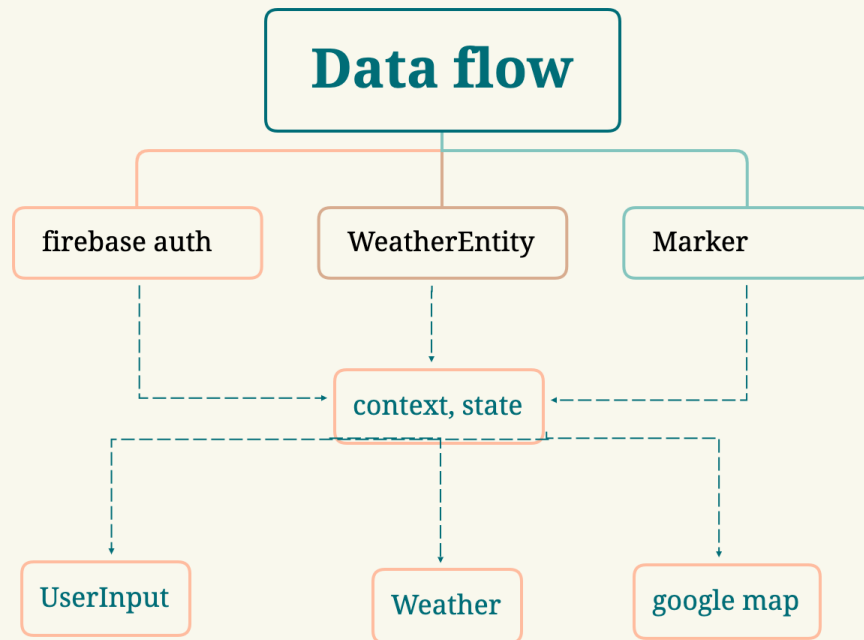 Data flow
firebase auth
WeatherEntity
Marker
context, state
UserInput
Weather
google map